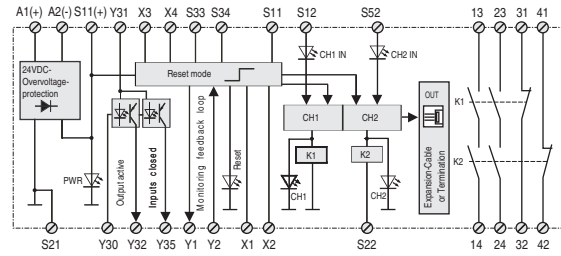 A1(+) A2(-) S11(+) Y31 X3 X4 S33 S34 S11 S12 S52 13 23 31 41
24VDC-
Overvoltage-
protection
Reset mode
CH1 IN
CH2 IN
OUT
CH1
CH2
K1
K2
K1
K2
PWR
Output active
Inputs closed
Monitoring feedback loop
Reset
CH1
CH2
Expansion-Cable
or Termination
S21 Y30 Y32 Y35 Y1 Y2 X1 X2 S22 14 24 32 42